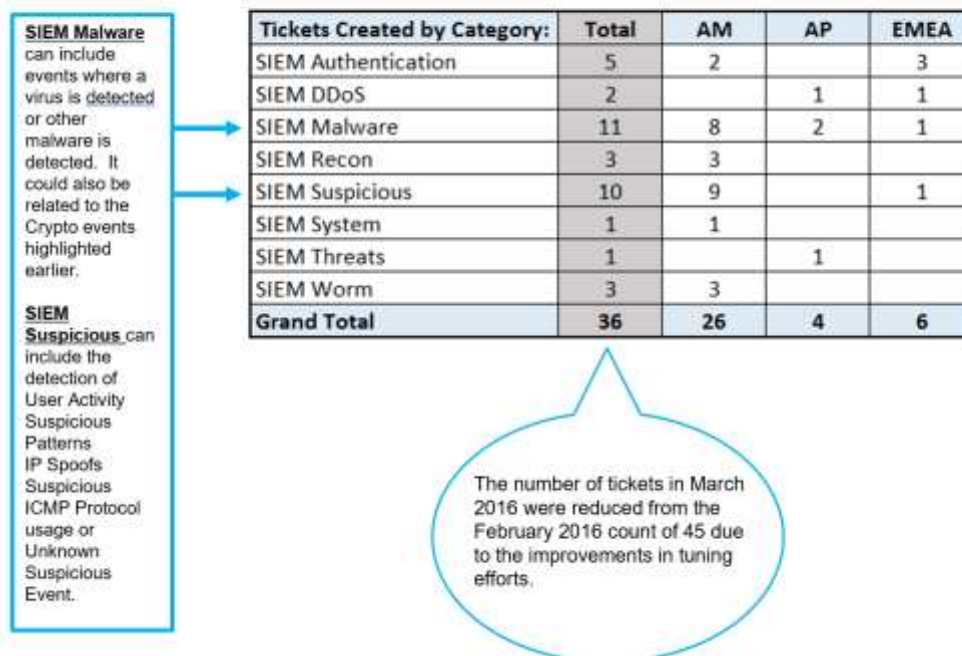 SIEM Malware
can include
events where a
virus is detected
or other
malware is
detected. It
could also be
related to the
Crypto events
highlighted
earlier.
SIEM
Suspicious can
include the
detection of
User Activity
Suspicious
Patterns
IP Spoofs
Suspicious
ICMP Protocol
usage or
Unknown
Suspicious
Event.
Tickets Created by Category: Total AM AP EMEA
SIEM Authentication 5 2 3
SIEM DDoS 2 1 1
SIEM Malware 11 8 2 1
SIEM Recon 3 3
SIEM Suspicious 10 9 1
SIEM System 1 1
SIEM Threats 1 1
SIEM Worm 3 3
Grand Total 36 26 4 6
The number of tickets in March
2016 were reduced from the
February 2016 count of 45 due
to the improvements in tuning
efforts.